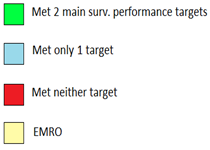 Met 2 main surv. performance targets
Met only 1 target
Met neither target
EMRO